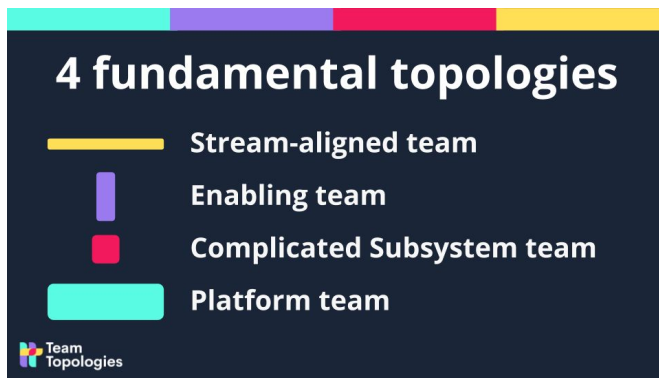 4 fundamental topologies
Stream-aligned team
Enabling team
Complicated Subsystem team
Platform team
Team
Topologies